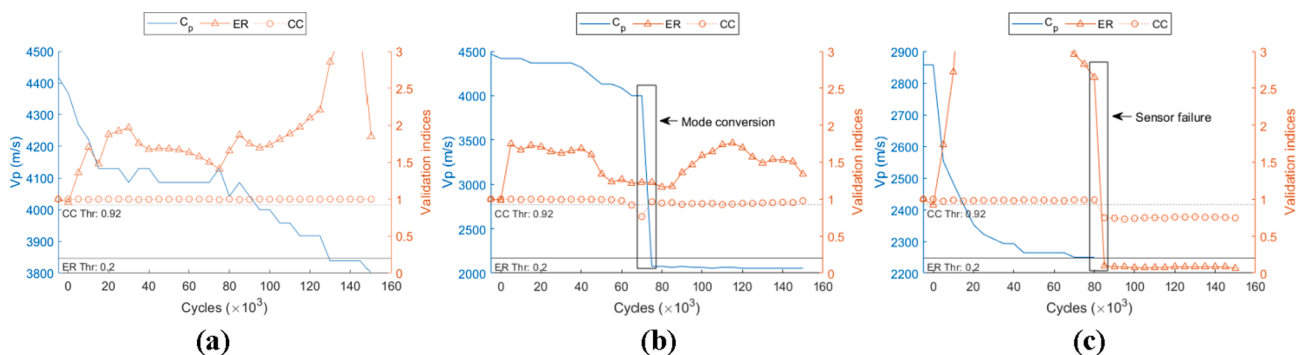 C_p ER CC
4500
4400
4300
4200
4100
4000
3900
3800
Vp (m/s)
3
2.5
2
1.5
1
0.5
0
Validation indices
CC Thr: 0.92
ER Thr: 0.2
0 20 40 60 80 100 120 140 160
Cycles (×10³)
(a)
C_p ER CC
4500
4000
3500
3000
2500
2000
Vp (m/s)
3
2.5
2
1.5
1
0.5
0
Validation indices
Mode conversion
CC Thr: 0.92
ER Thr: 0.2
0 20 40 60 80 100 120 140 160
Cycles (×10³)
(b)
C_p ER CC
2900
2800
2700
2600
2500
2400
2300
2200
Vp (m/s)
3
2.5
2
1.5
1
0.5
0
Validation indices
Sensor failure
CC Thr: 0.92
ER Thr: 0.2
0 20 40 60 80 100 120 140 160
Cycles (×10³)
(c)